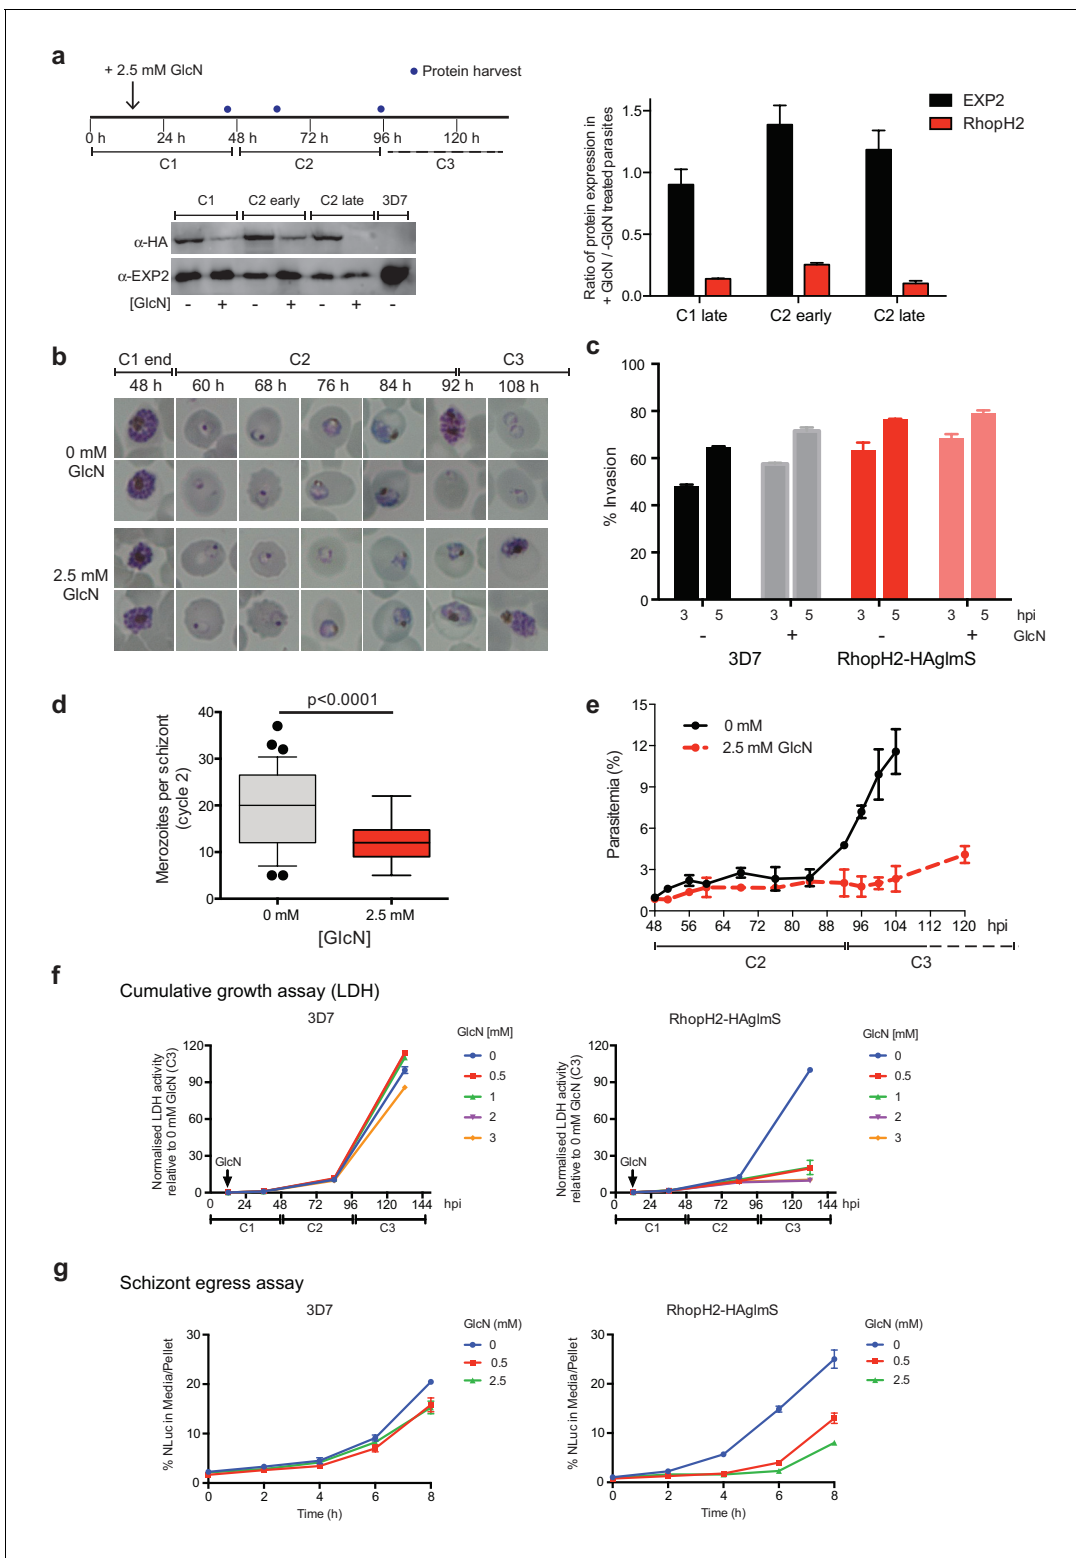 a
+ 2.5 mM GlcN
Protein harvest
0 h 24 h 48 h 72 h 96 h 120 h
C1 C2 C3
C1 C2 early C2 late 3D7
α-HA
α-EXP2
[GlcN] - + - + - + -
EXP2
RhopH2
Ratio of protein expression in
+ GlcN / -GlcN treated parasites
1.5
1.0
0.5
0.0
C1 late C2 early C2 late
b
C1 end C2 C3
48 h 60 h 68 h 76 h 84 h 92 h 108 h
0 mM
GlcN
2.5 mM
GlcN
c
% Invasion
100
80
60
40
20
0
3 5 3 5 3 5 3 5 hpi
- + - + GlcN
3D7 RhopH2-HAglmS
d
p<0.0001
Merozoites per schizont
(cycle 2)
40
30
20
10
0
0 mM 2.5 mM
[GlcN]
e
0 mM
2.5 mM GlcN
Parasitemia (%)
15
12
9
6
3
0
48 56 64 72 80 88 96 104 112 120 hpi
C2 C3
f
Cumulative growth assay (LDH)
3D7
Normalised LDH activity
relative to 0 mM GlcN (C3)
120
90
60
30
0
GlcN
0 24 48 72 96 120 144 hpi
C1 C2 C3
GlcN [mM]
0
0.5
1
2
3
RhopH2-HAglmS
Normalised LDH activity
relative to 0 mM GlcN (C3)
120
90
60
30
0
GlcN
0 24 48 72 96 120 144 hpi
C1 C2 C3
GlcN [mM]
0
0.5
1
2
3
g
Schizont egress assay
3D7
% NLuc in Media/Pellet
30
20
10
0
0 2 4 6 8
Time (h)
GlcN (mM)
0
0.5
2.5
RhopH2-HAglmS
% NLuc in Media/Pellet
30
20
10
0
0 2 4 6 8
Time (h)
GlcN (mM)
0
0.5
2.5